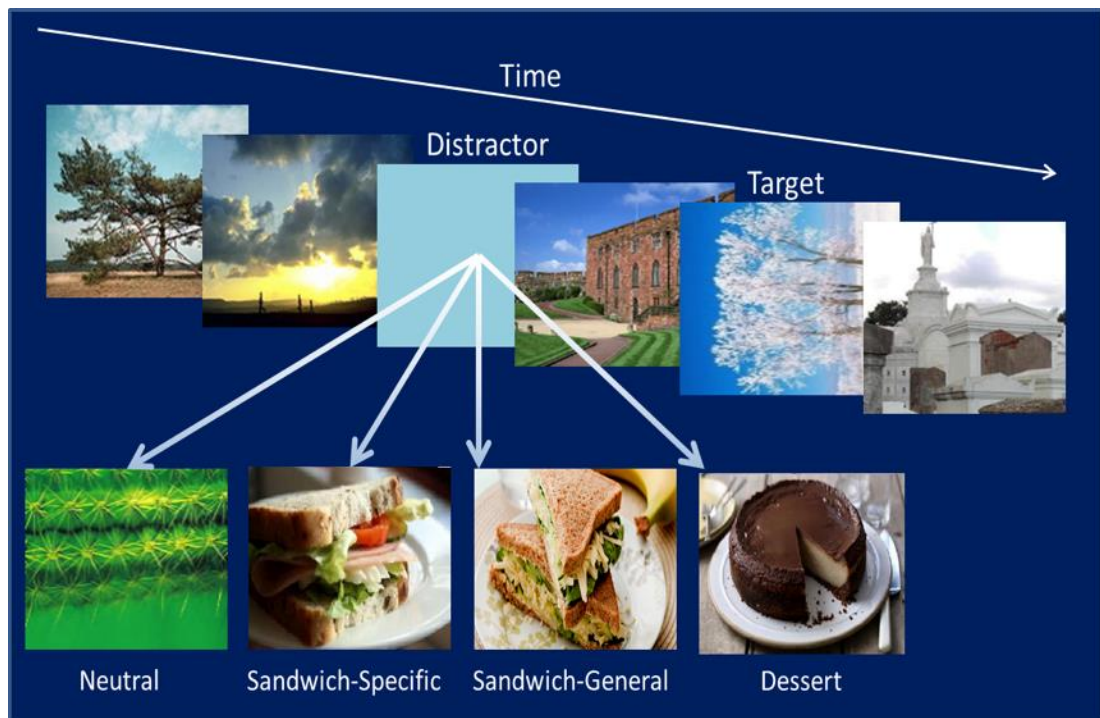 Time
Distractor
Target
Neutral
Sandwich-Specific
Sandwich-General
Dessert